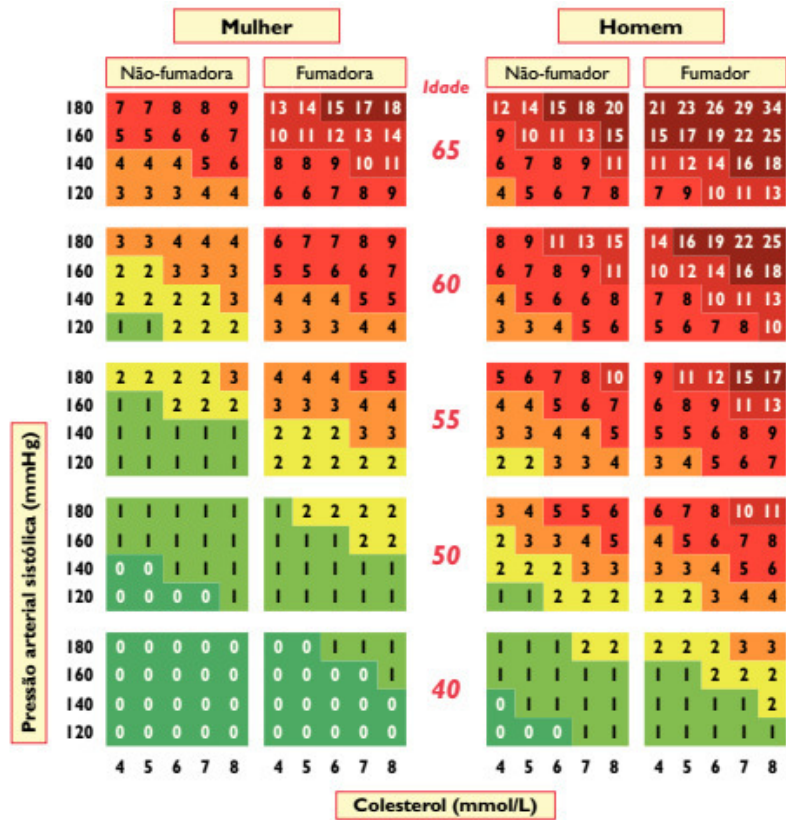 Mulher Homem
Não-fumadora Fumadora Idade Não-fumador Fumador
180 7 7 8 8 9 13 14 15 17 18 12 14 15 18 20 21 23 26 29 34
160 5 5 6 6 7 10 11 12 13 14 65 9 10 11 13 15 15 17 19 22 25
140 4 4 4 5 6 8 8 9 10 11 6 7 8 9 11 11 12 14 16 18
120 3 3 3 4 4 6 6 7 8 9 4 5 6 7 8 7 9 10 11 13
180 3 3 4 4 4 6 7 7 8 9 8 9 11 13 15 14 16 19 22 25
160 2 2 3 3 3 5 5 6 6 7 60 6 7 8 9 11 10 12 14 16 18
140 2 2 2 2 3 4 4 4 5 5 4 5 6 6 8 7 8 10 11 13
120 1 1 2 2 2 3 3 3 4 4 3 3 4 5 6 5 6 7 8 10
180 2 2 2 2 3 4 4 4 5 5 5 6 7 8 10 9 11 12 15 17
160 1 1 2 2 2 3 3 3 4 4 55 4 4 5 6 7 6 8 9 11 13
140 1 1 1 1 1 2 2 2 3 3 3 3 4 4 5 5 5 6 8 9
120 1 1 1 1 1 2 2 2 2 2 2 2 3 3 4 3 4 5 6 7
180 1 1 1 1 1 1 2 2 2 2 3 4 5 5 6 6 7 8 10 11
160 1 1 1 1 1 1 1 1 2 2 50 2 3 3 4 5 4 5 6 7 8
140 0 0 1 1 1 1 1 1 1 1 2 2 2 3 3 3 3 4 5 6
120 0 0 0 0 1 1 1 1 1 1 1 1 2 2 2 2 2 3 4 4
180 0 0 0 0 0 0 0 1 1 1 1 1 1 2 2 2 2 2 3 3
160 0 0 0 0 0 0 0 0 0 1 40 1 1 1 1 1 1 1 2 2 2
140 0 0 0 0 0 0 0 0 0 0 0 1 1 1 1 1 1 1 1 2
120 0 0 0 0 0 0 0 0 0 0 0 0 0 1 1 1 1 1 1 1
4 5 6 7 8 4 5 6 7 8 4 5 6 7 8 4 5 6 7 8
Pressão arterial sistólica (mmHg)
Colesterol (mmol/L)